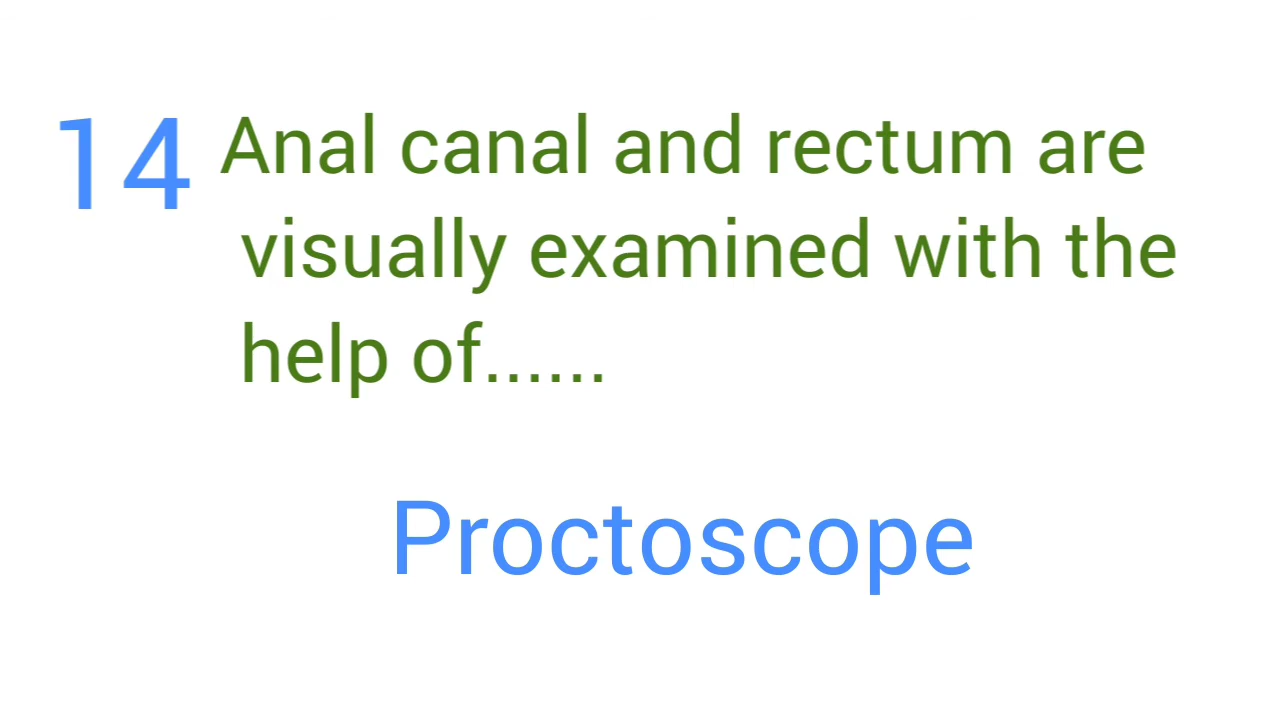 14 Anal canal and rectum are
visually examined with the
help of......
Proctoscope